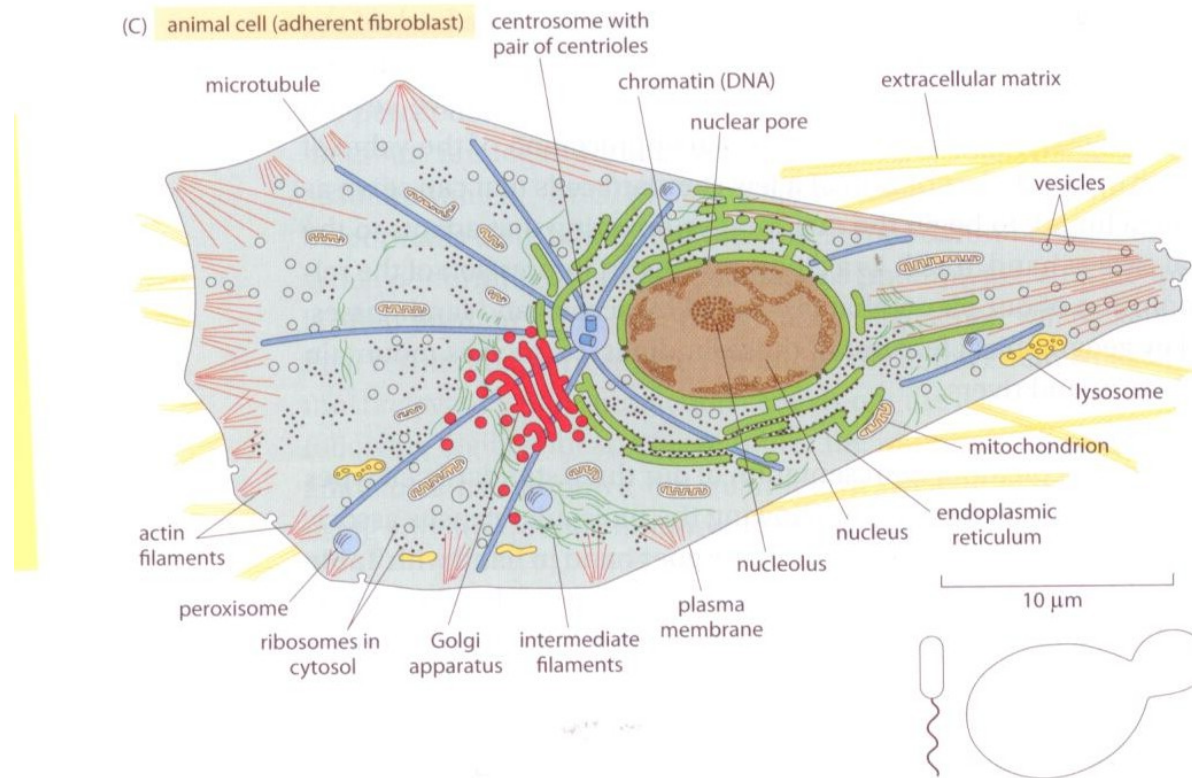 (C) animal cell (adherent fibroblast)
centrosome with
pair of centrioles
microtubule
chromatin (DNA)
extracellular matrix
nuclear pore
vesicles
lysosome
mitochondrion
endoplasmic
reticulum
nucleus
nucleolus
actin
filaments
peroxisome
ribosomes in
cytosol
Golgi
apparatus
intermediate
filaments
plasma
membrane
10 μm